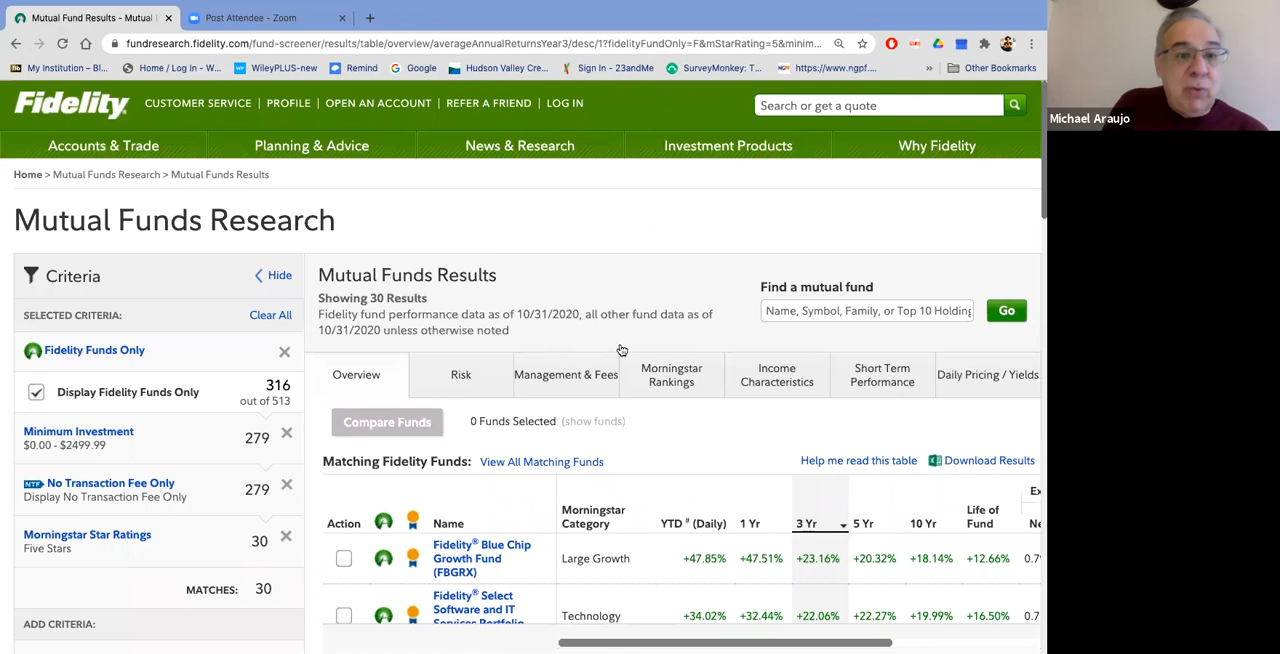 Mutual Fund Results - Mutual
Post Attendee - Zoom
fundresearch.fidelity.com/fund-screener/results/table/overview/averageAnnualReturnsYear3/desc/1?fidelityFundOnly=F&mStarRating=5&minim...
My Institution – Bl...
Home / Log In - W...
WileyPLUS-new
Remind
Google
Hudson Valley Cre...
Sign In - 23andMe
SurveyMonkey: T...
https://www.ngpf....
»
Other Bookmarks
Fidelity
CUSTOMER SERVICE | PROFILE | OPEN AN ACCOUNT | REFER A FRIEND | LOG IN
Search or get a quote
Michael Araujo
Accounts & Trade
Planning & Advice
News & Research
Investment Products
Why Fidelity
Home > Mutual Funds Research > Mutual Funds Results
Mutual Funds Research
Criteria
Hide
SELECTED CRITERIA:
Clear All
Fidelity Funds Only
Display Fidelity Funds Only
316
out of 513
Minimum Investment
$0.00 - $2499.99
279
NTF No Transaction Fee Only
Display No Transaction Fee Only
279
Morningstar Star Ratings
Five Stars
30
MATCHES: 30
ADD CRITERIA:
Mutual Funds Results
Showing 30 Results
Fidelity fund performance data as of 10/31/2020, all other fund data as of
10/31/2020 unless otherwise noted
Find a mutual fund
Name, Symbol, Family, or Top 10 Holding
Go
Overview
Risk
Management & Fees
Morningstar
Rankings
Income
Characteristics
Short Term
Performance
Daily Pricing / Yields
Compare Funds
0 Funds Selected (show funds)
Matching Fidelity Funds: View All Matching Funds
Help me read this table
Download Results
Action
Name
Morningstar
Category
YTD # (Daily)
1 Yr
3 Yr
5 Yr
10 Yr
Life of
Fund
Ex
Ne
Fidelity® Blue Chip
Growth Fund
(FBGRX)
Large Growth
+47.85%
+47.51%
+23.16%
+20.32%
+18.14%
+12.66%
0.7
Fidelity® Select
Software and IT
Services Portfolio
Technology
+34.02%
+32.44%
+22.06%
+22.27%
+19.99%
+16.50%
0.7